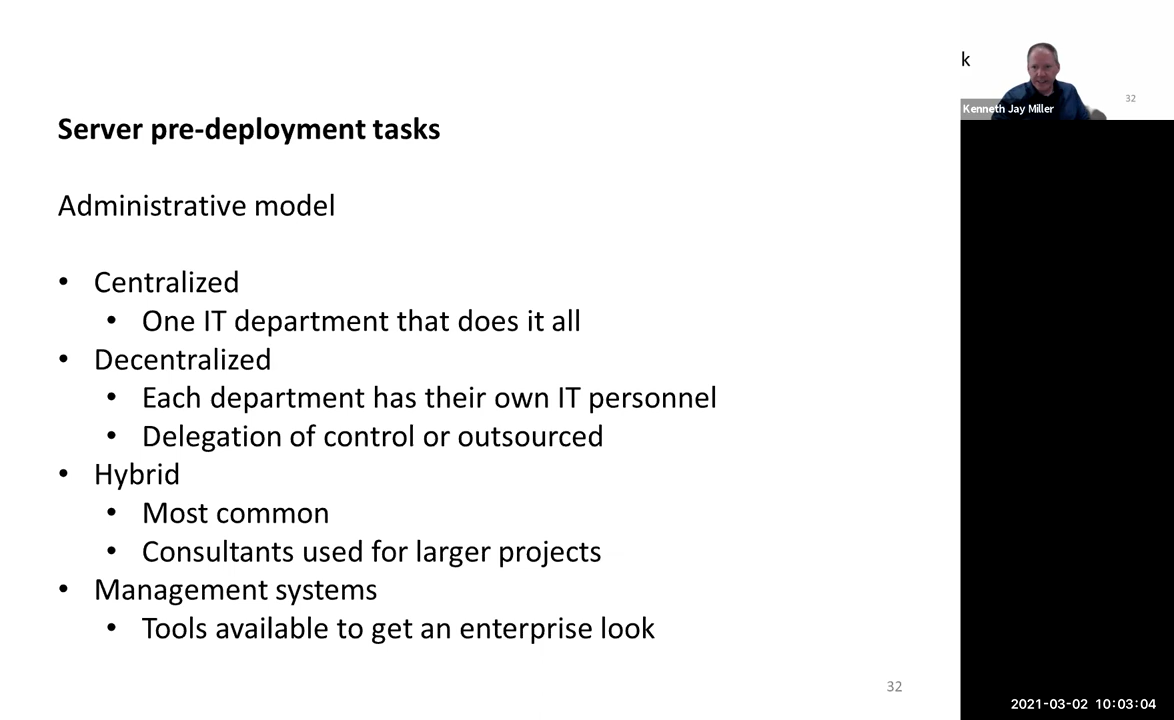 Server pre-deployment tasks
Administrative model
• Centralized
• One IT department that does it all
• Decentralized
• Each department has their own IT personnel
• Delegation of control or outsourced
• Hybrid
• Most common
• Consultants used for larger projects
• Management systems
• Tools available to get an enterprise look
32
k
32
Kenneth Jay Miller
2021-03-02 10:03:04